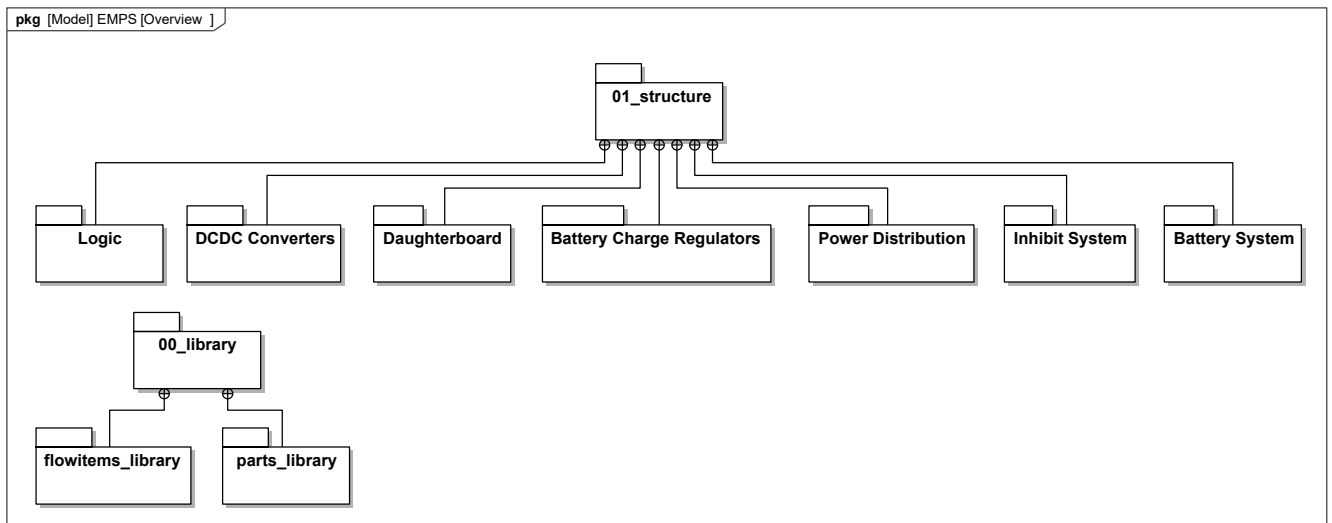 pkg [Model] EMPS [Overview ]
01_structure
Logic
DCDC Converters
Daughterboard
Battery Charge Regulators
Power Distribution
Inhibit System
Battery System
00_library
flowitems_library
parts_library